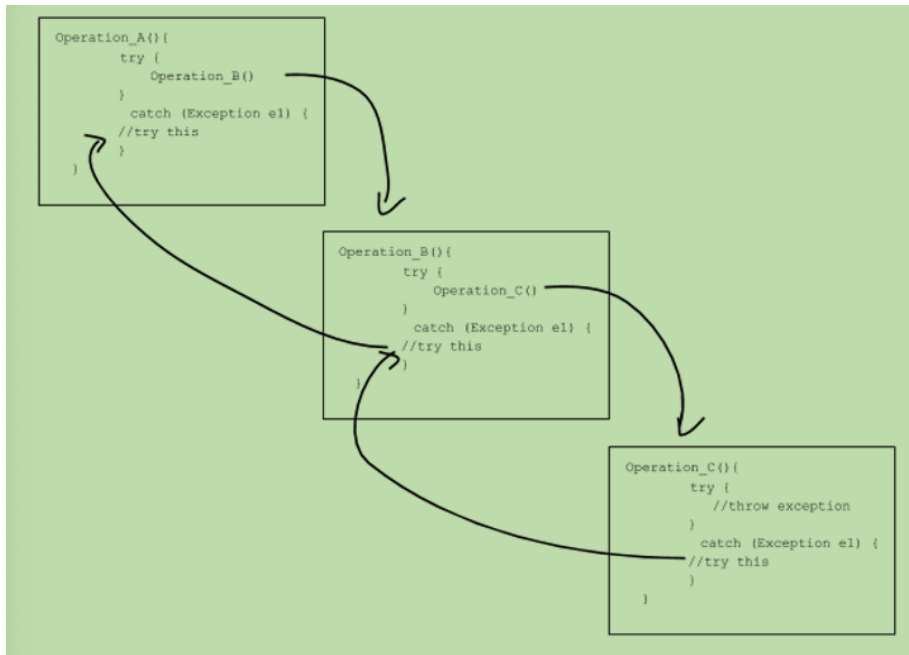 Operation_A(){
try {
Operation_B()
}
catch (Exception e1) {
//try this
}
}
Operation_B(){
try {
Operation_C()
}
catch (Exception e1) {
//try this
}
}
Operation_C(){
try {
//throw exception
}
catch (Exception e1) {
//try this
}
}